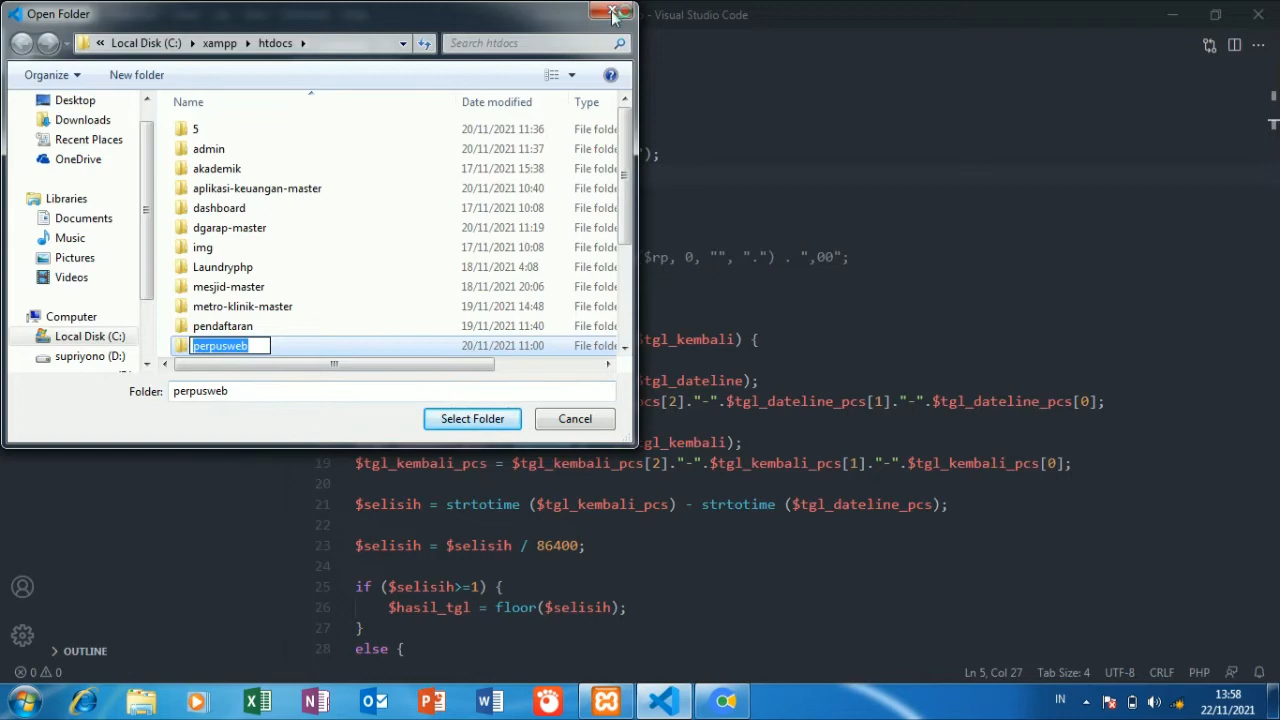 Open Folder
- Visual Studio Code
Local Disk (C:) xampp htdocs
Search htdocs
Organize New folder
Name Date modified Type
Desktop
Downloads
Recent Places
OneDrive
Libraries
Documents
Music
Pictures
Videos
Computer
Local Disk (C:)
supriyono (D:)
5 20/11/2021 11:36 File folde
admin 20/11/2021 11:37 File folde
akademik 17/11/2021 15:38 File folde
aplikasi-keuangan-master 20/11/2021 10:40 File folde
dashboard 17/11/2021 10:08 File folde
dgarap-master 20/11/2021 11:19 File folde
img 17/11/2021 10:08 File folde
Laundryphp 18/11/2021 4:08 File folde
mesjid-master 18/11/2021 20:06 File folde
metro-klinik-master 19/11/2021 14:48 File folde
pendaftaran 19/11/2021 11:40 File folde
perpusweb 20/11/2021 11:00 File folde
Folder: perpusweb
Select Folder Cancel
");
($rp, 0, "", ".") . ",00";
tgl_kembali) {
tgl_dateline);
pcs[2]."-".$tgl_dateline_pcs[1]."-".$tgl_dateline_pcs[0];
tgl_kembali);
19 $tgl_kembali_pcs = $tgl_kembali_pcs[2]."-".$tgl_kembali_pcs[1]."-".$tgl_kembali_pcs[0];
20
21 $selisih = strtotime ($tgl_kembali_pcs) - strtotime ($tgl_dateline_pcs);
22
23 $selisih = $selisih / 86400;
24
25 if ($selisih>=1) {
26 $hasil_tgl = floor($selisih);
27 }
28 else {
OUTLINE
0 0
Ln 5, Col 27 Tab Size: 4 UTF-8 CRLF PHP
IN
13:58
22/11/2021